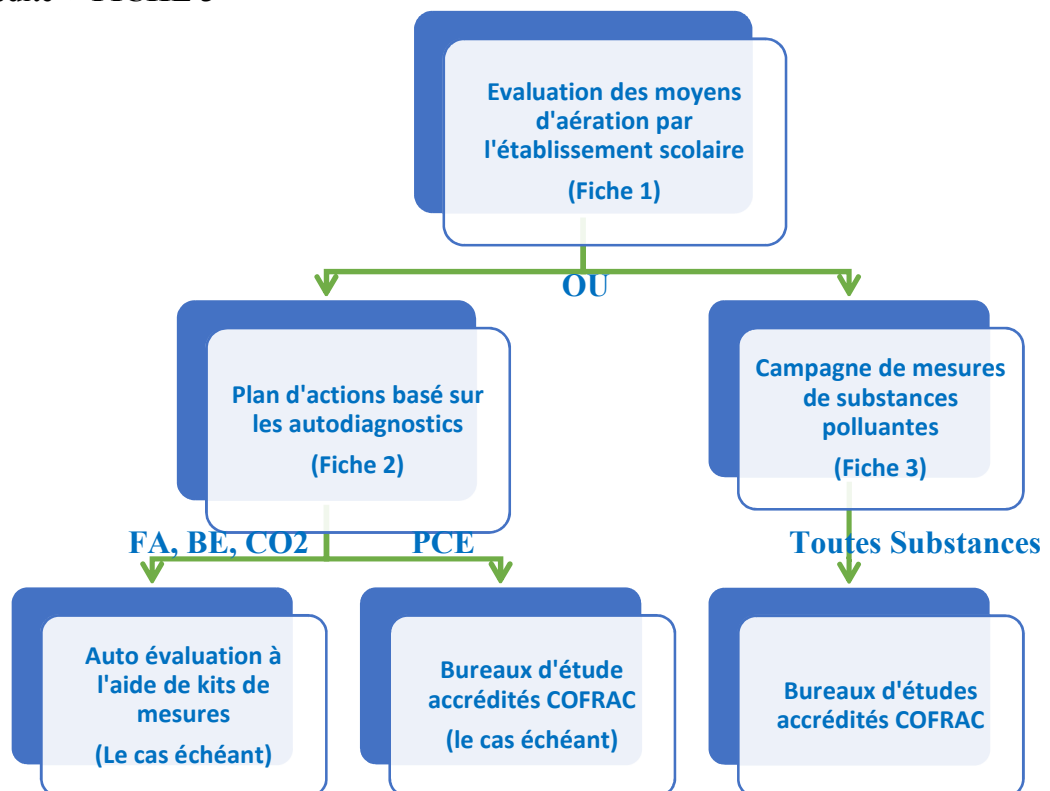 Evaluation des moyens
d'aération par
l'établissement scolaire
(Fiche 1)
OU
Plan d'actions basé sur
les autodiagnostics
(Fiche 2)
Campagne de mesures
de substances
polluantes
(Fiche 3)
FA, BE, CO2
PCE
Toutes Substances
Auto évaluation à
l'aide de kits de
mesures
(Le cas échéant)
Bureaux d'étude
accrédités COFRAC
(le cas échéant)
Bureaux d'études
accrédités COFRAC